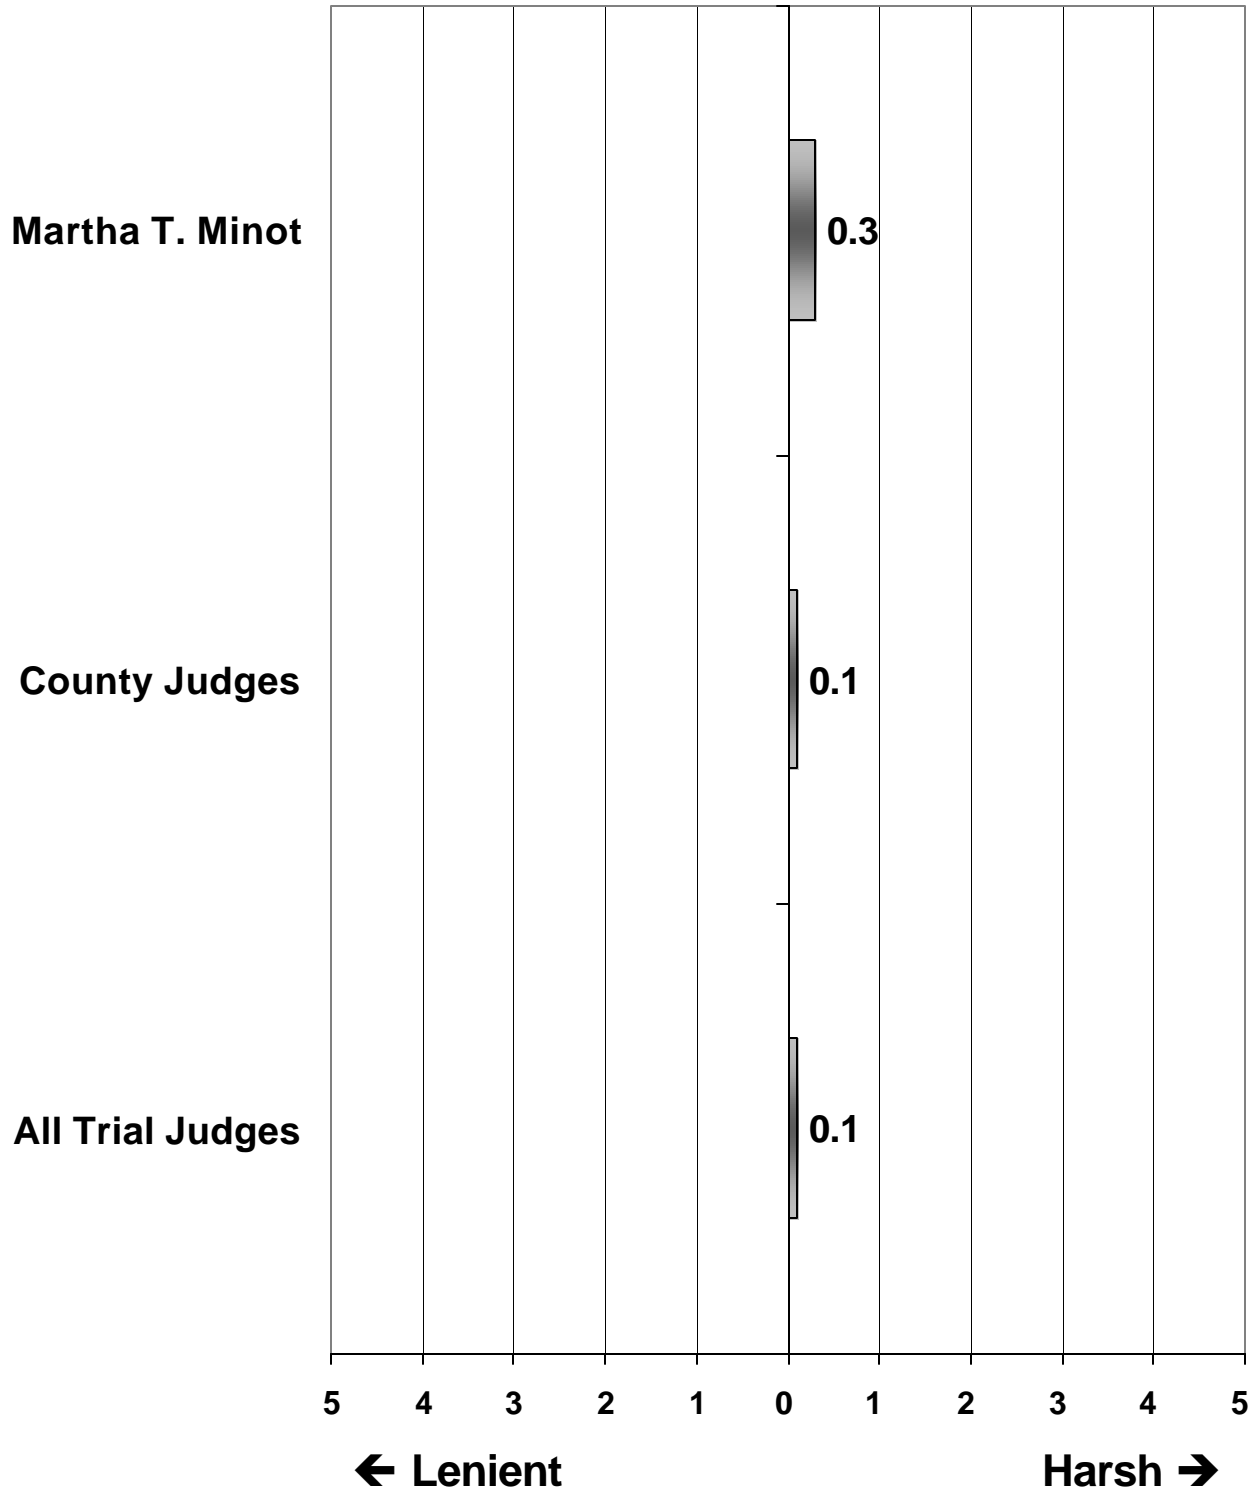 Martha T. Minot 0.3
County Judges 0.1
All Trial Judges 0.1
5 4 3 2 1 0 1 2 3 4 5
← Lenient Harsh →